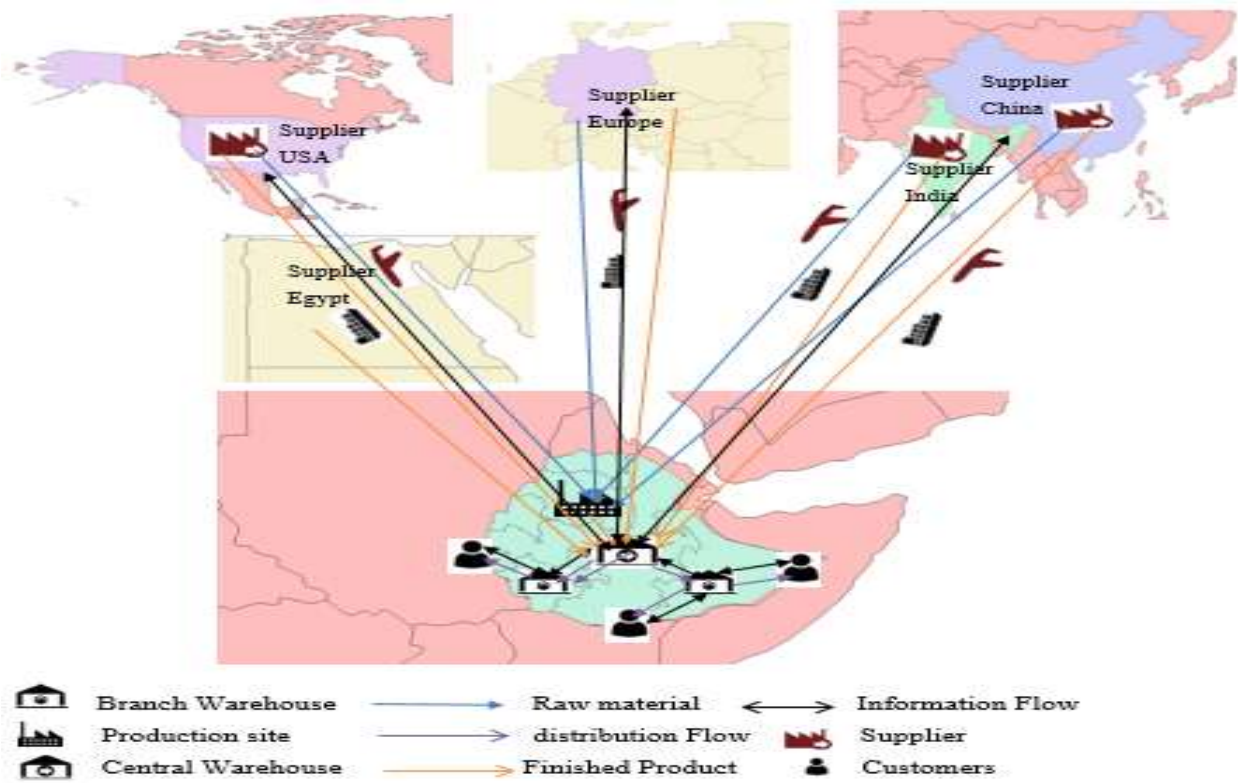 Supplier
USA
Supplier
Europe
Supplier
China
Supplier
India
Supplier
Egypt
Branch Warehouse
Raw material
Information Flow
Production site
distribution Flow
Supplier
Central Warehouse
Finished Product
Customers